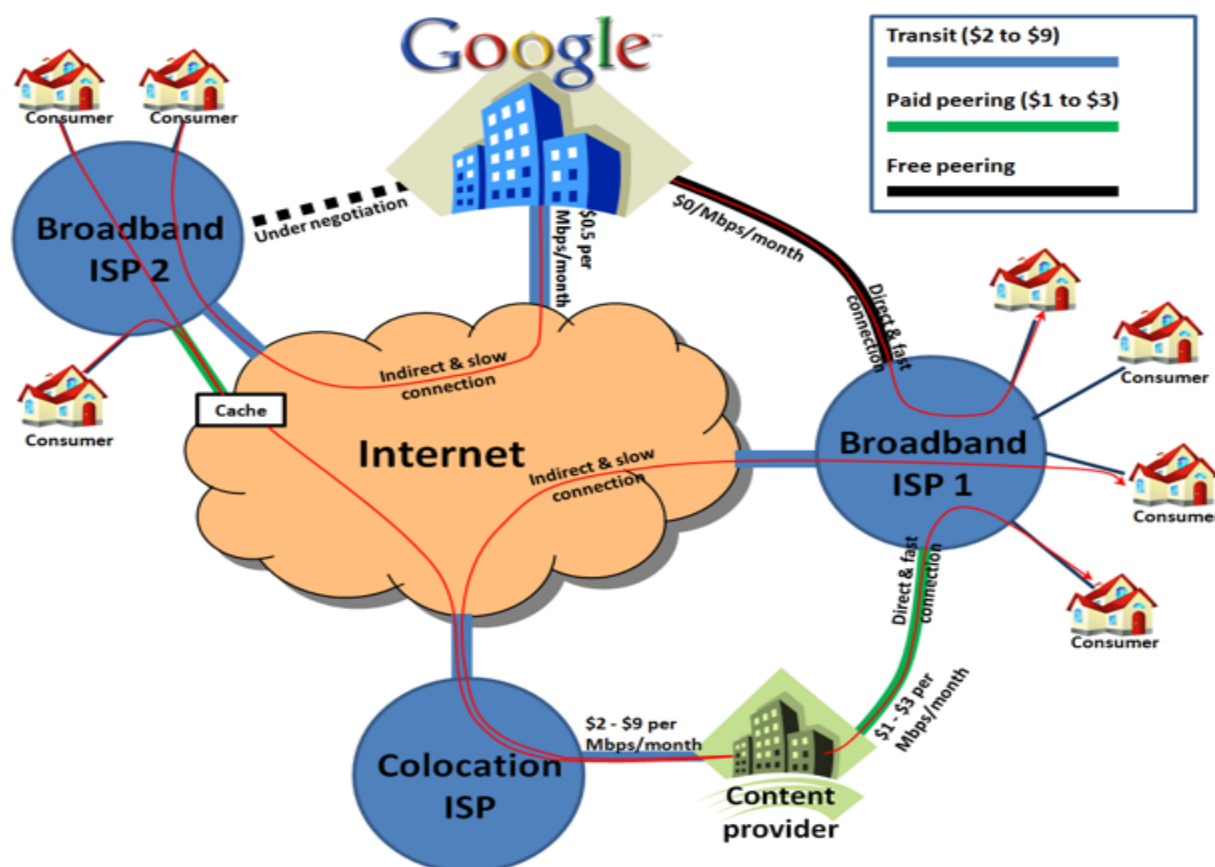 Google
Transit ($2 to $9)
Paid peering ($1 to $3)
Free peering
Consumer
Consumer
Broadband
ISP 2
Under negotiation
$0.5 per
Mbps/month
$0/Mbps/month
Direct & fast
connection
Consumer
Indirect & slow
connection
Cache
Consumer
Internet
Indirect & slow
connection
Broadband
ISP 1
Consumer
Direct & fast
connection
Consumer
$1 - $3 per
Mbps/month
$2 - $9 per
Mbps/month
Colocation
ISP
Content
provider